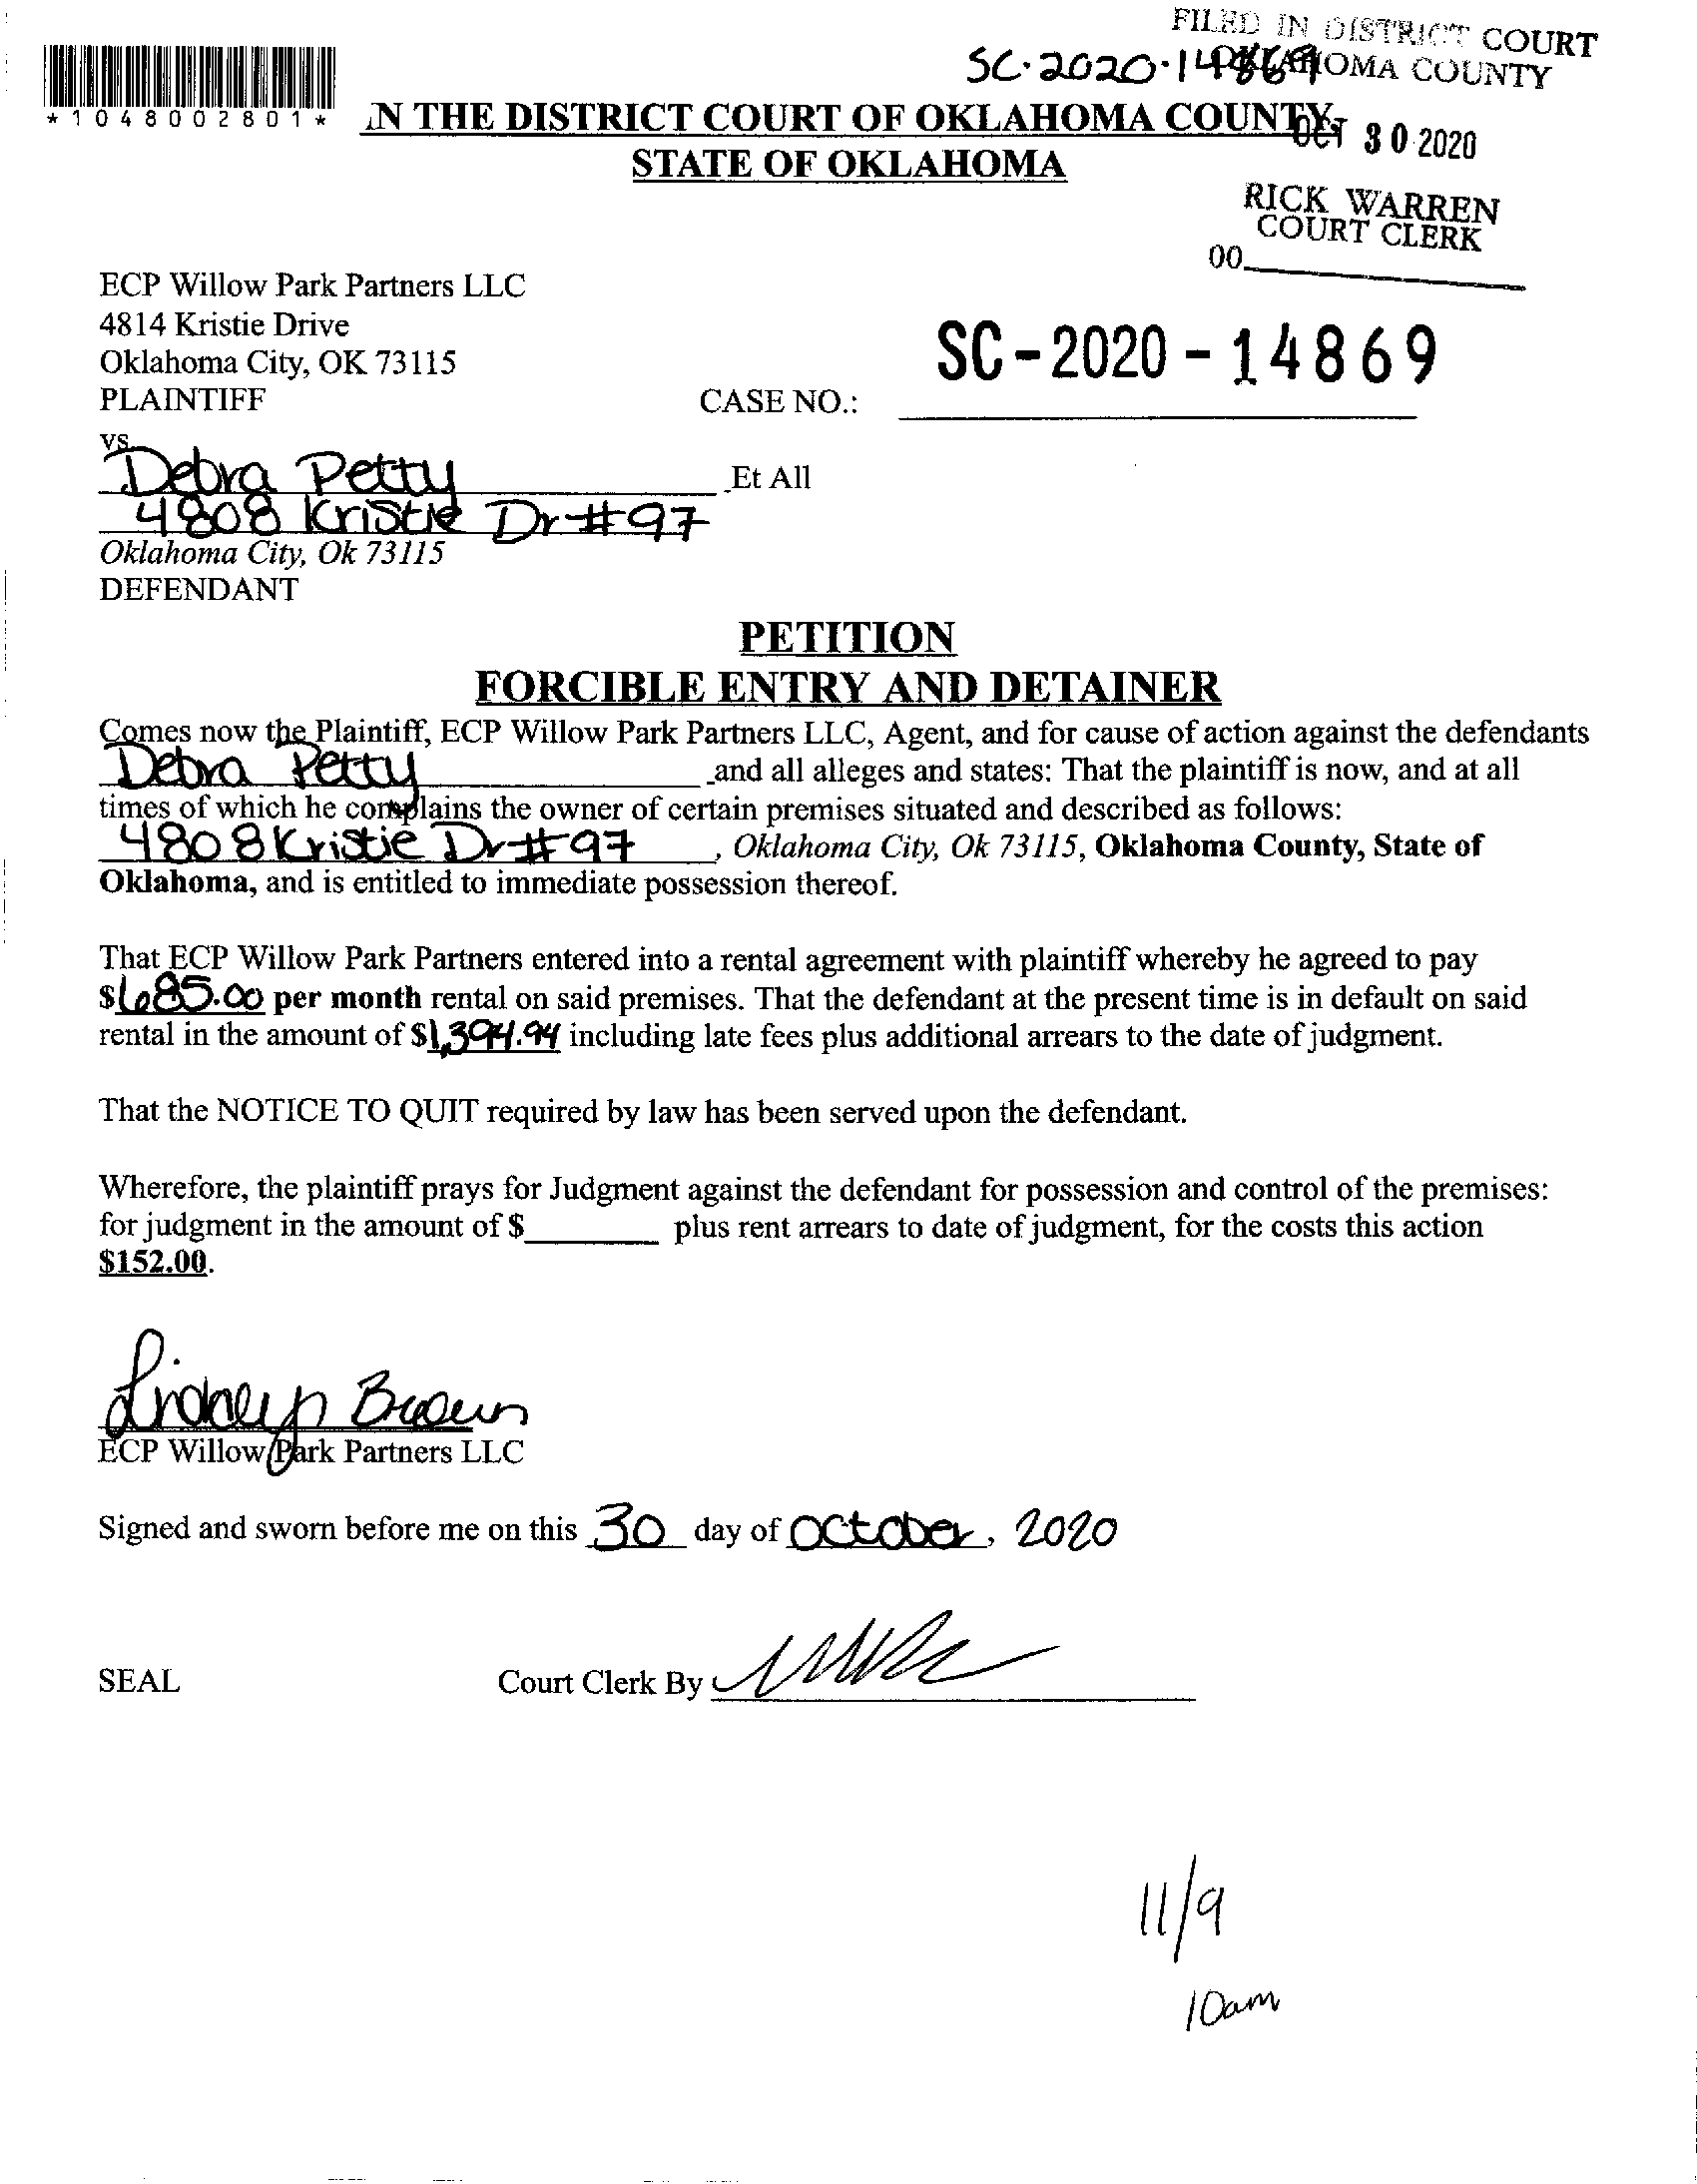 FILED IN DISTRICT COURT
OKLAHOMA COUNTY
SC·2020·14869
*1048002801*
IN THE DISTRICT COURT OF OKLAHOMA COUNTY
OCT 30 2020
STATE OF OKLAHOMA
RICK WARREN
COURT CLERK
00
ECP Willow Park Partners LLC
4814 Kristie Drive
Oklahoma City, OK 73115
SC-2020-14869
PLAINTIFF
CASE NO.:
vs.
Debra Petty Et All
4808 Kristie Dr #97
Oklahoma City, Ok 73115
DEFENDANT
PETITION
FORCIBLE ENTRY AND DETAINER
Comes now the Plaintiff, ECP Willow Park Partners LLC, Agent, and for cause of action against the defendants
Debra Petty and all alleges and states: That the plaintiff is now, and at all
times of which he complains the owner of certain premises situated and described as follows:
4808 Kristie Dr #97, Oklahoma City, Ok 73115, Oklahoma County, State of
Oklahoma, and is entitled to immediate possession thereof.
That ECP Willow Park Partners entered into a rental agreement with plaintiff whereby he agreed to pay
$685.00 per month rental on said premises. That the defendant at the present time is in default on said
rental in the amount of $1,394.94 including late fees plus additional arrears to the date of judgment.
That the NOTICE TO QUIT required by law has been served upon the defendant.
Wherefore, the plaintiff prays for Judgment against the defendant for possession and control of the premises:
for judgment in the amount of $ plus rent arrears to date of judgment, for the costs this action
$152.00.
Brown
ECP Willow Park Partners LLC
Signed and sworn before me on this 30 day of October, 2020
SEAL Court Clerk By
11/9
10am